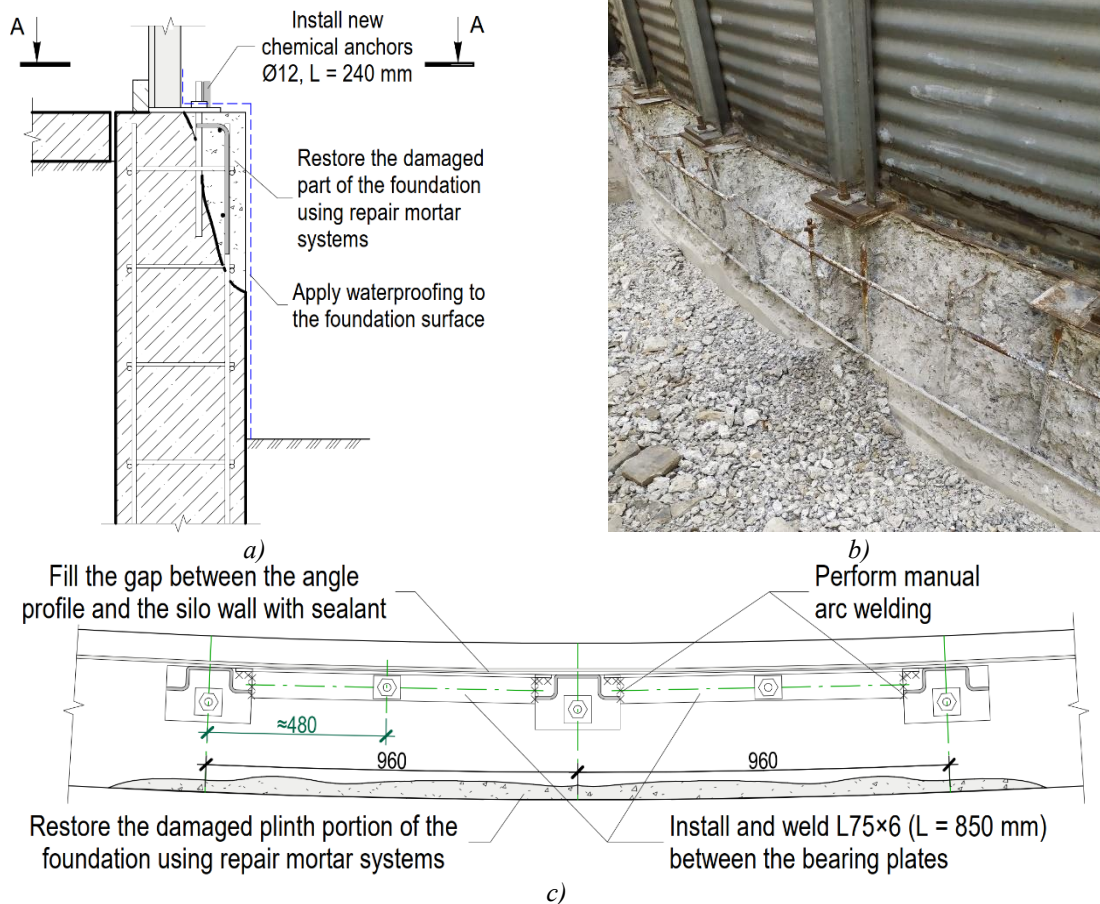 A
A
Install new
chemical anchors
Ø12, L = 240 mm
Restore the damaged
part of the foundation
using repair mortar
systems
Apply waterproofing to
the foundation surface
a)
b)
Fill the gap between the angle
profile and the silo wall with sealant
Perform manual
arc welding
≈480
960
960
Restore the damaged plinth portion of the
foundation using repair mortar systems
Install and weld L75×6 (L = 850 mm)
between the bearing plates
c)